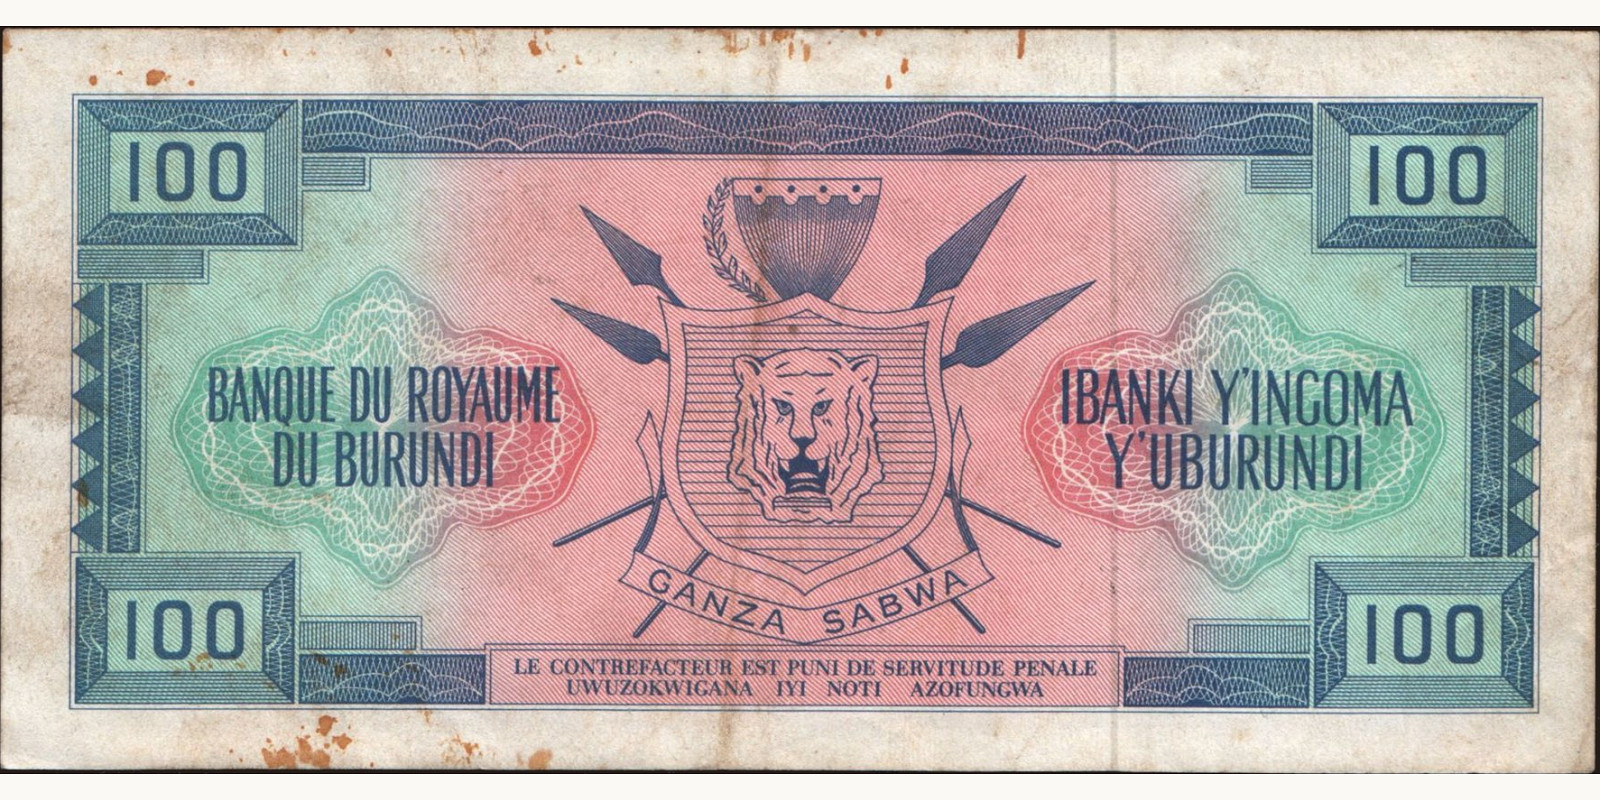 100 100
BANQUE DU ROYAUME
DU BURUNDI
IBANKI Y'INGOMA
Y'UBURUNDI
GANZA SABWA
100 100
LE CONTREFACTEUR EST PUNI DE SERVITUDE PENALE
UWUZOKWIGANA IYI NOTI AZOFUNGWA